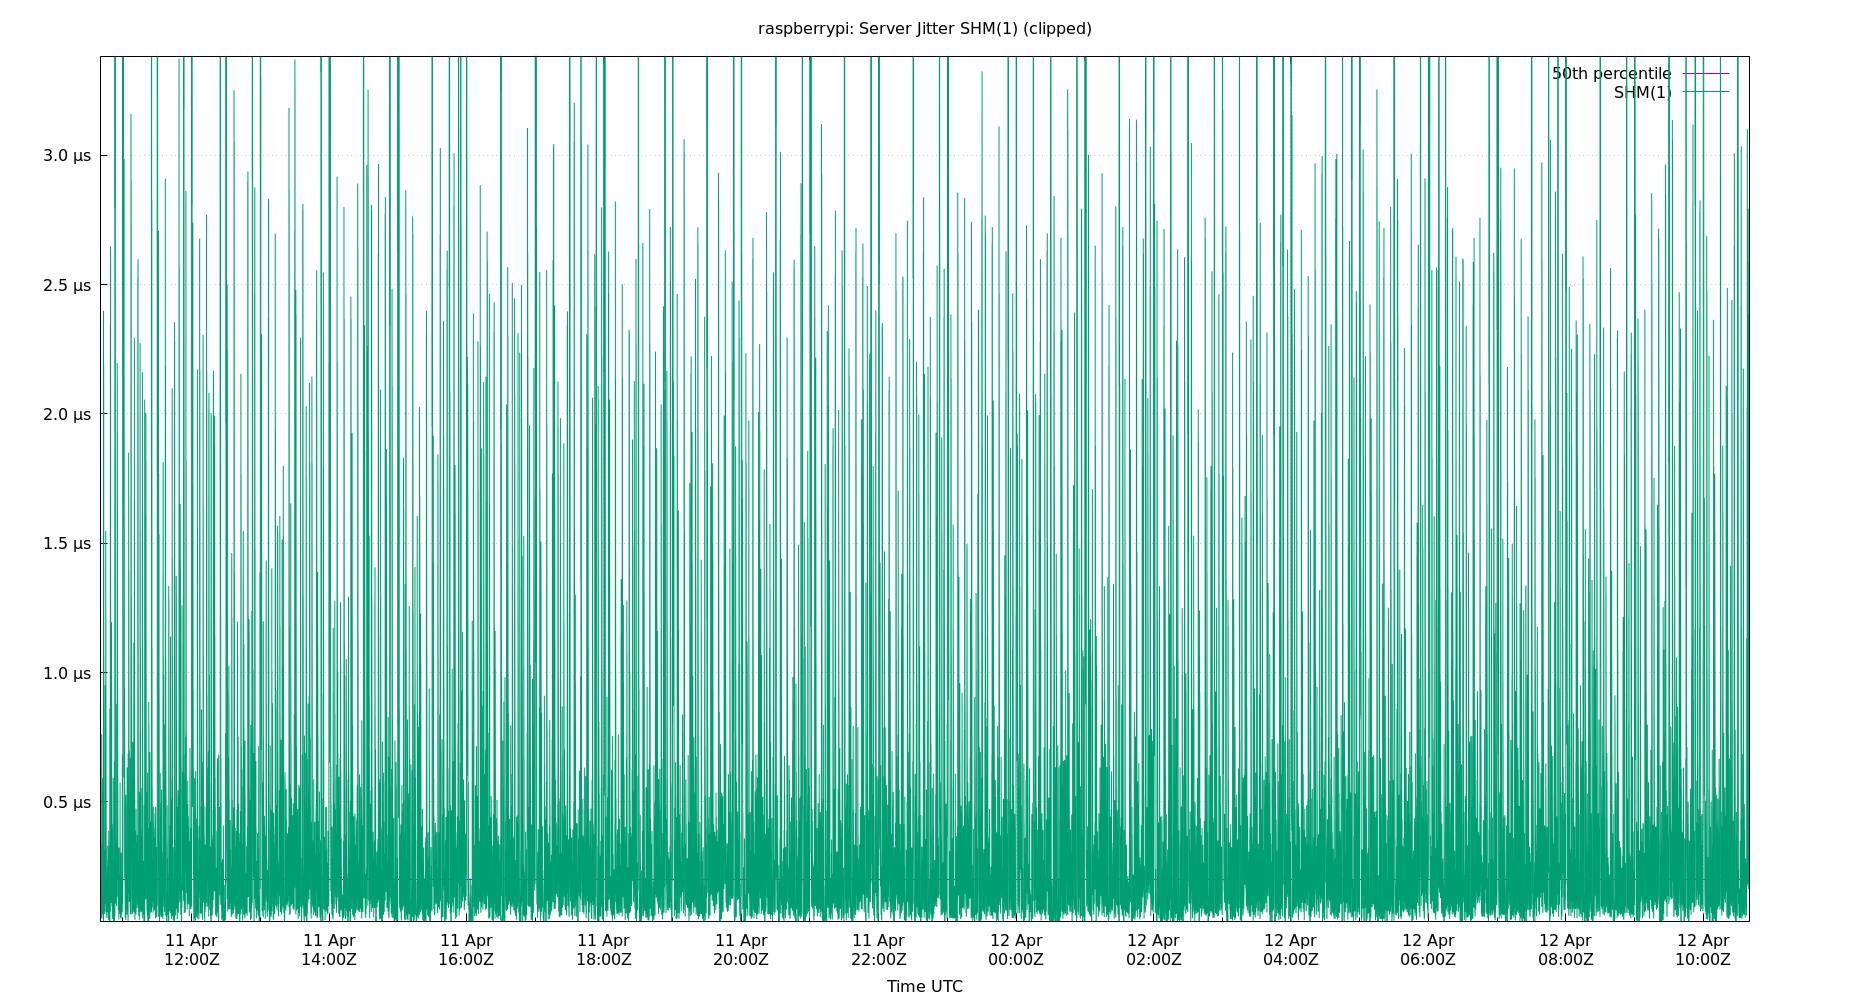 raspberrypi: Server Jitter SHM(1) (clipped)
50th percentile
SHM(1)
3.0 µs
2.5 µs
2.0 µs
1.5 µs
1.0 µs
0.5 µs
11 Apr 11 Apr 11 Apr 11 Apr 11 Apr 11 Apr 12 Apr 12 Apr 12 Apr 12 Apr 12 Apr 12 Apr
12:00Z 14:00Z 16:00Z 18:00Z 20:00Z 22:00Z 00:00Z 02:00Z 04:00Z 06:00Z 08:00Z 10:00Z
Time UTC